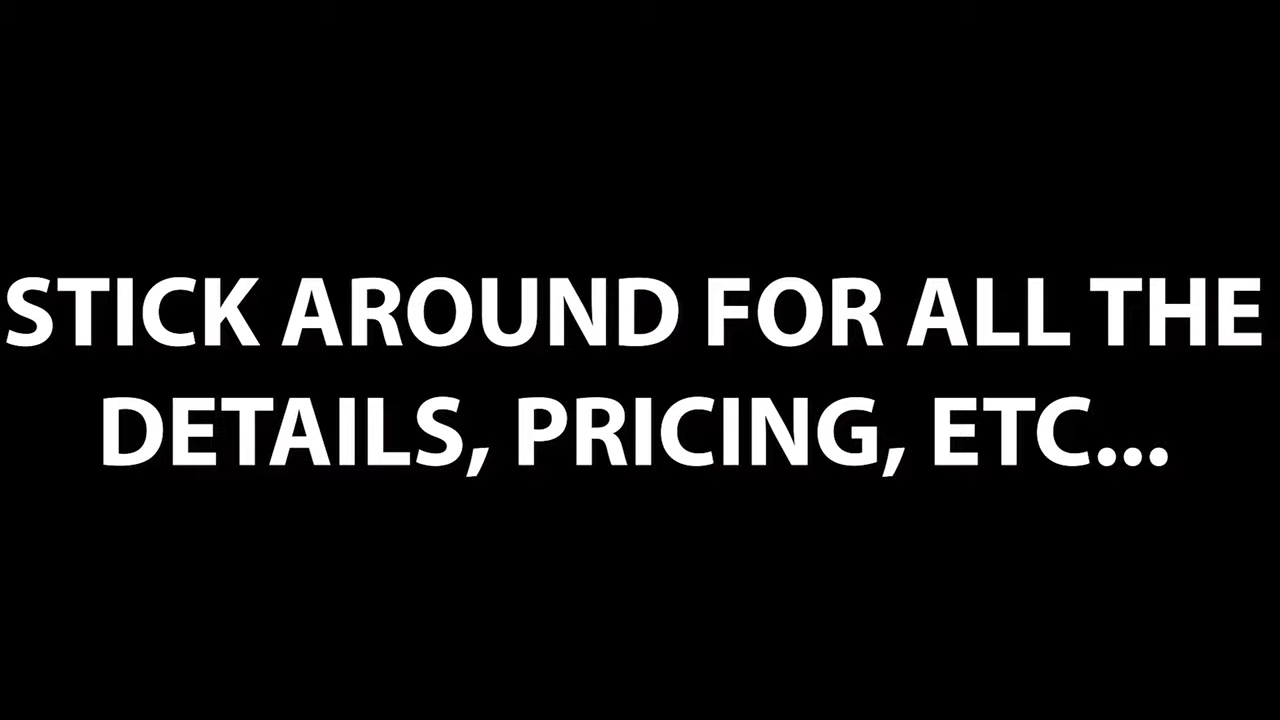 STICK AROUND FOR ALL THE
DETAILS, PRICING, ETC...